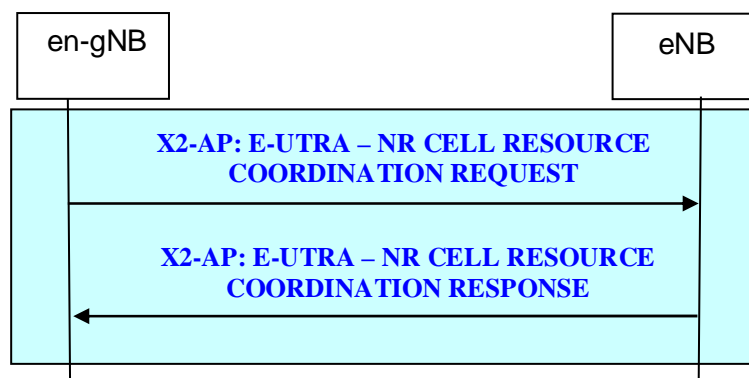 en-gNB
eNB
X2-AP: E-UTRA – NR CELL RESOURCE
COORDINATION REQUEST
X2-AP: E-UTRA – NR CELL RESOURCE
COORDINATION RESPONSE